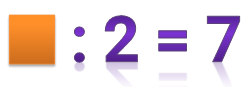 : 2 = 7